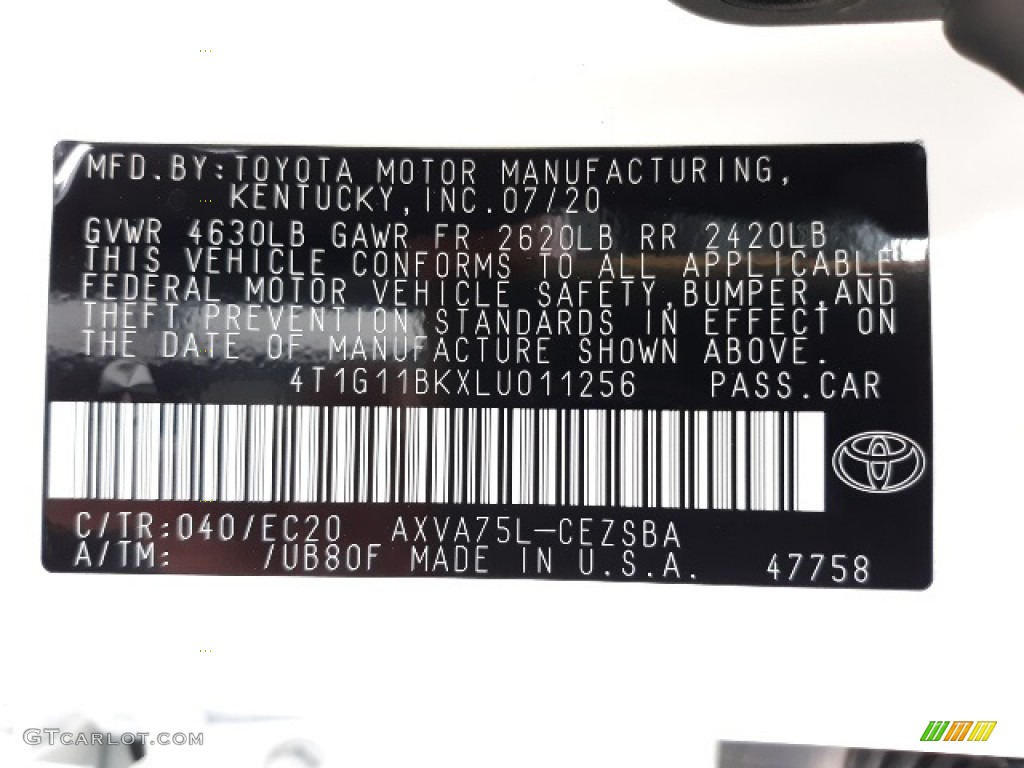 MFD.BY:TOYOTA MOTOR MANUFACTURING,
KENTUCKY,INC.07/20
GVWR 4630LB GAWR FR 2620LB RR 2420LB
THIS VEHICLE CONFORMS TO ALL APPLICABLE
FEDERAL MOTOR VEHICLE SAFETY,BUMPER,AND
THEFT PREVENTION STANDARDS IN EFFECT ON
THE DATE OF MANUFACTURE SHOWN ABOVE.
4T1G11BKXLU011256 PASS.CAR
C/TR:040/EC20 AXVA75L-CEZSBA
A/TM: /UB80F MADE IN U.S.A. 47758
GTCARLOT.COM